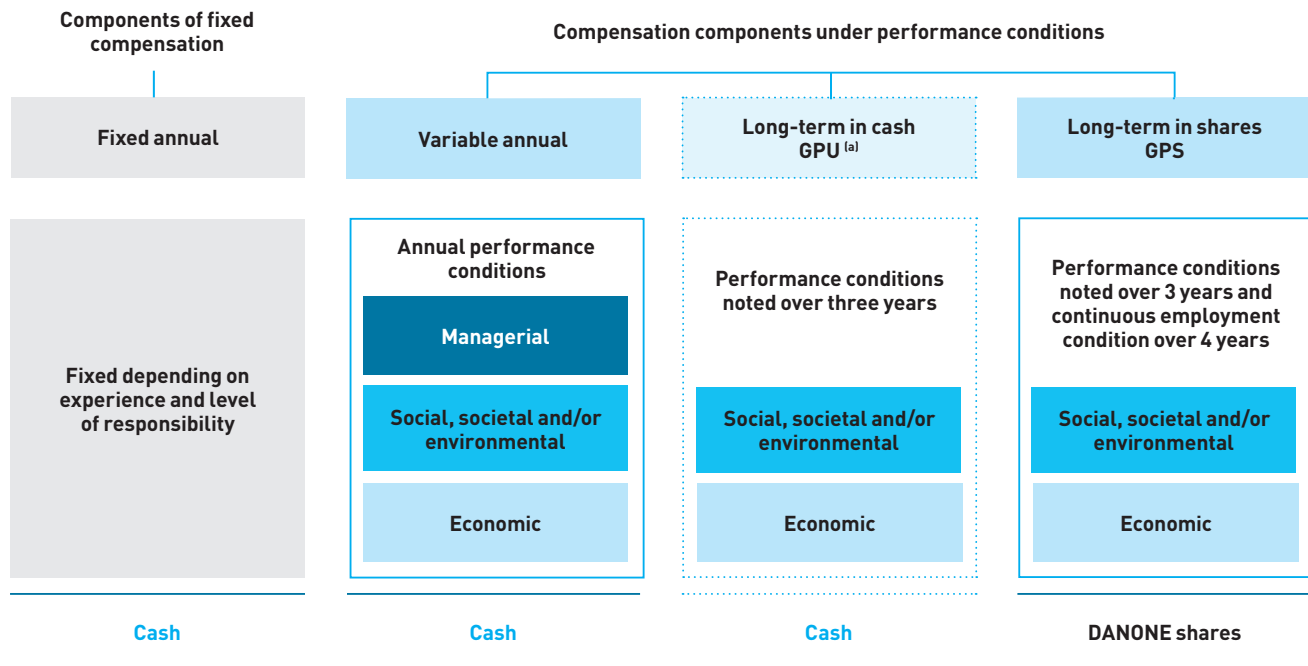 Components of fixed
compensation
Compensation components under performance conditions
Fixed annual
Variable annual
Long-term in cash
GPU (a)
Long-term in shares
GPS
Fixed depending on
experience and level
of responsibility
Annual performance
conditions
Managerial
Social, societal and/or
environmental
Economic
Performance conditions
noted over three years
Social, societal and/or
environmental
Economic
Performance conditions
noted over 3 years and
continuous employment
condition over 4 years
Social, societal and/or
environmental
Economic
Cash
Cash
Cash
DANONE shares